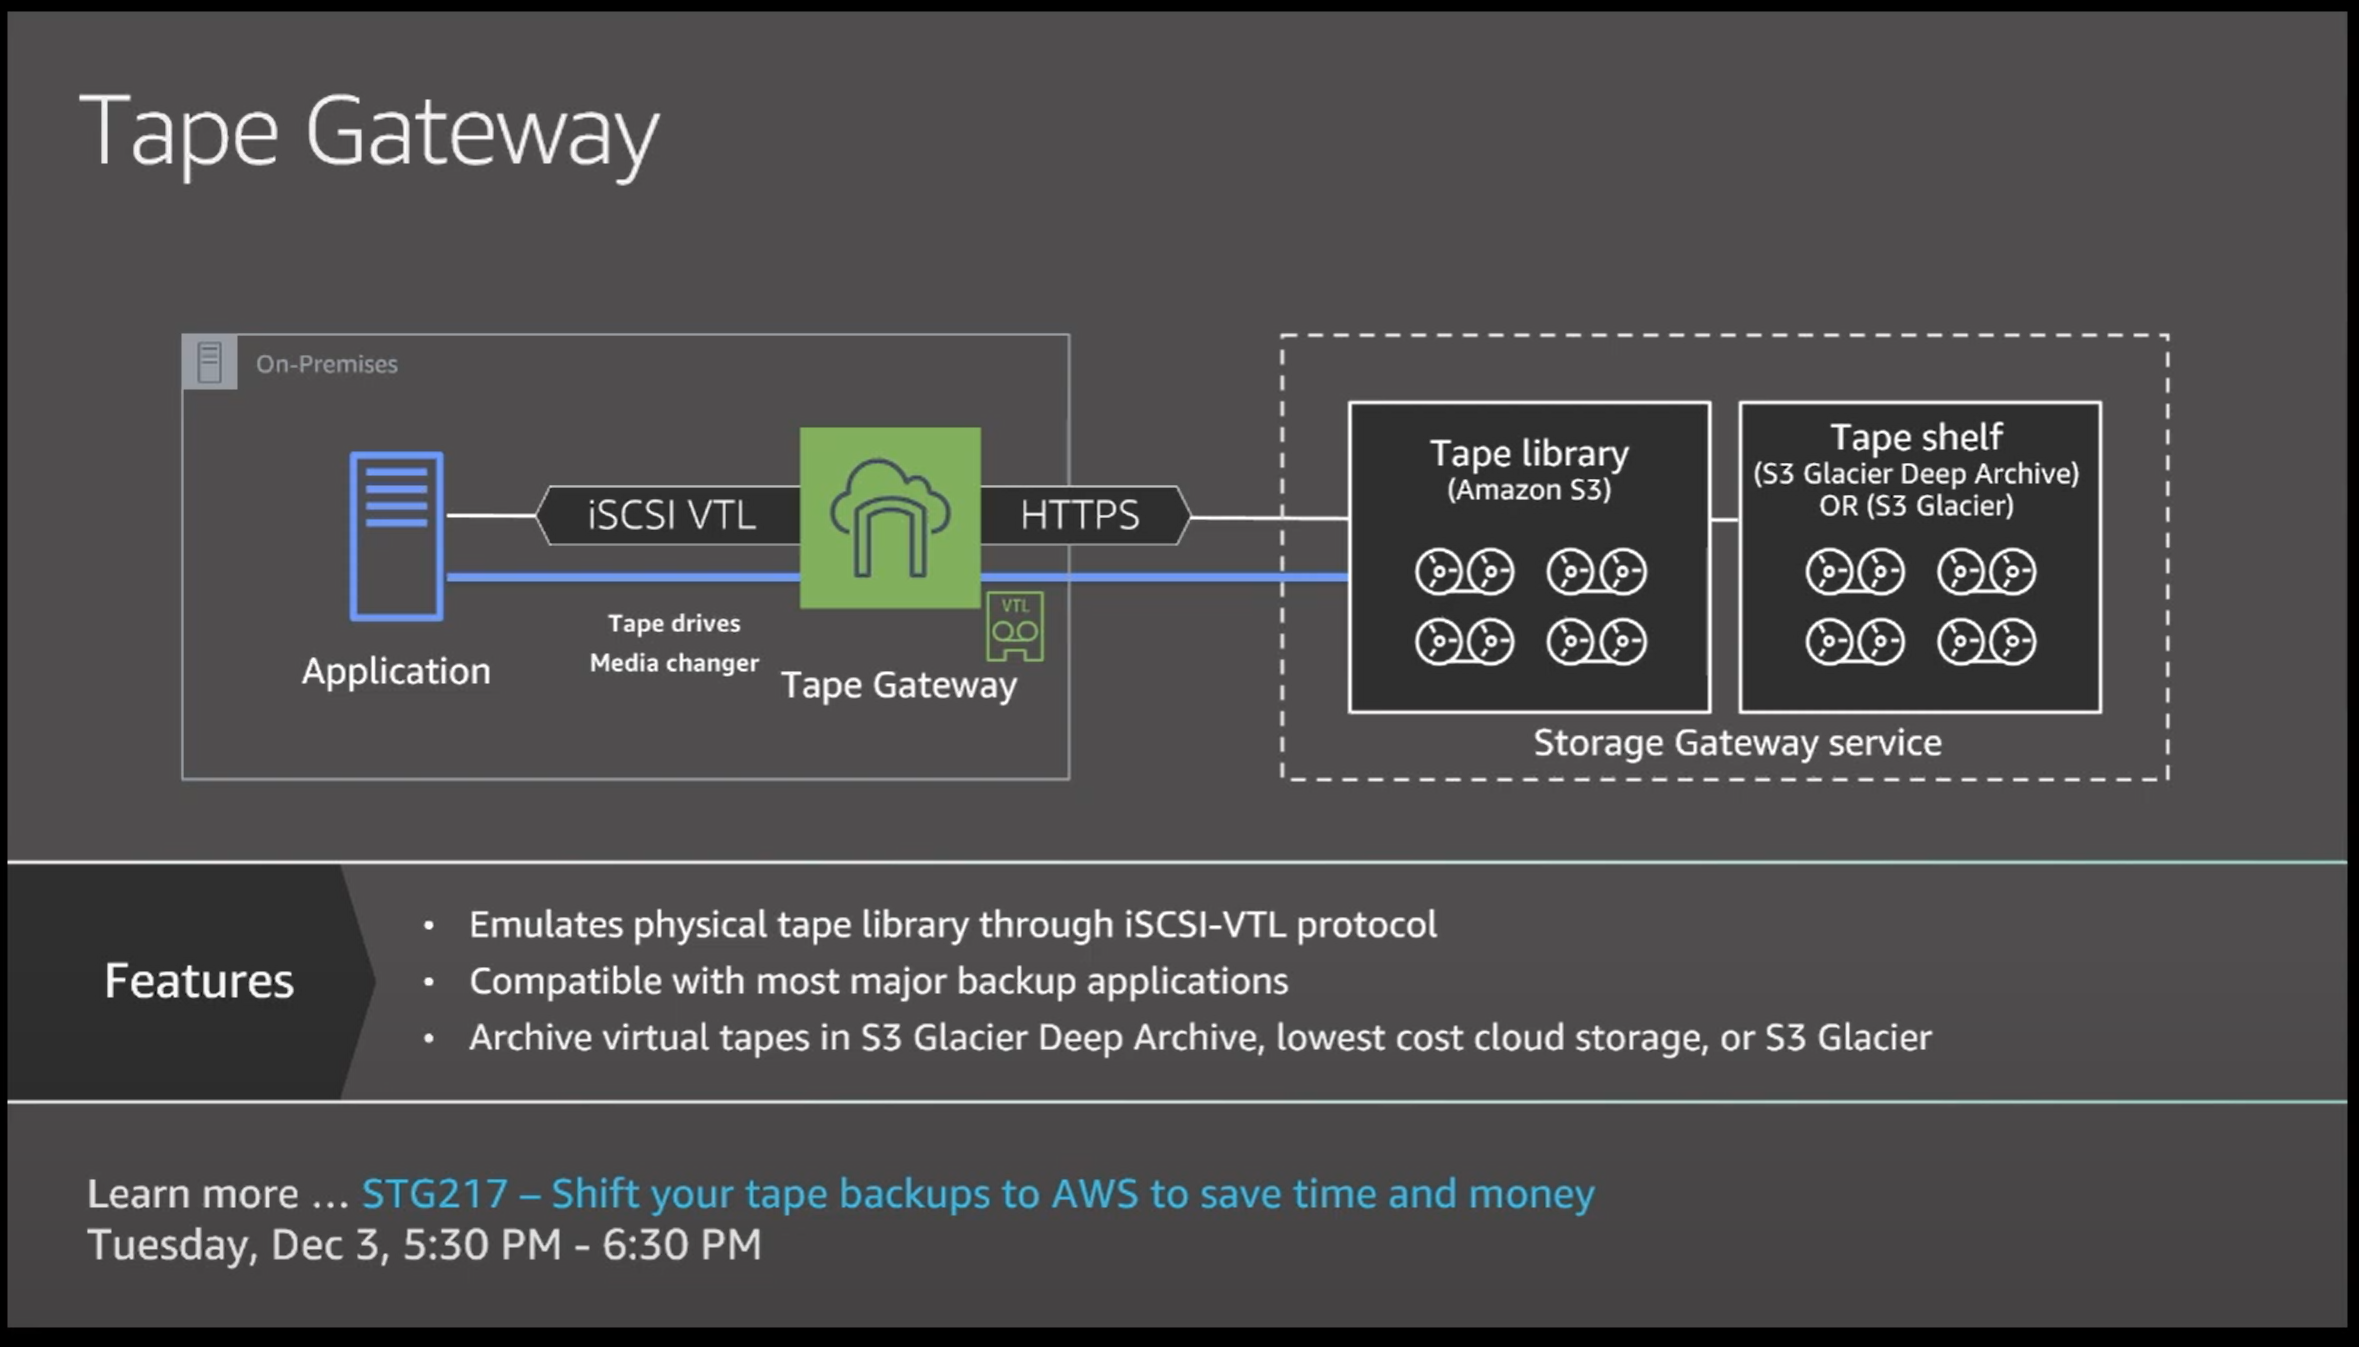 Tape Gateway
On-Premises
iSCSI VTL
HTTPS
Tape drives
Media changer
Application
VTL
Tape Gateway
Tape library
(Amazon S3)
Tape shelf
(S3 Glacier Deep Archive)
OR (S3 Glacier)
Storage Gateway service
Features
• Emulates physical tape library through iSCSI-VTL protocol
• Compatible with most major backup applications
• Archive virtual tapes in S3 Glacier Deep Archive, lowest cost cloud storage, or S3 Glacier
Learn more ... STG217 – Shift your tape backups to AWS to save time and money
Tuesday, Dec 3, 5:30 PM - 6:30 PM